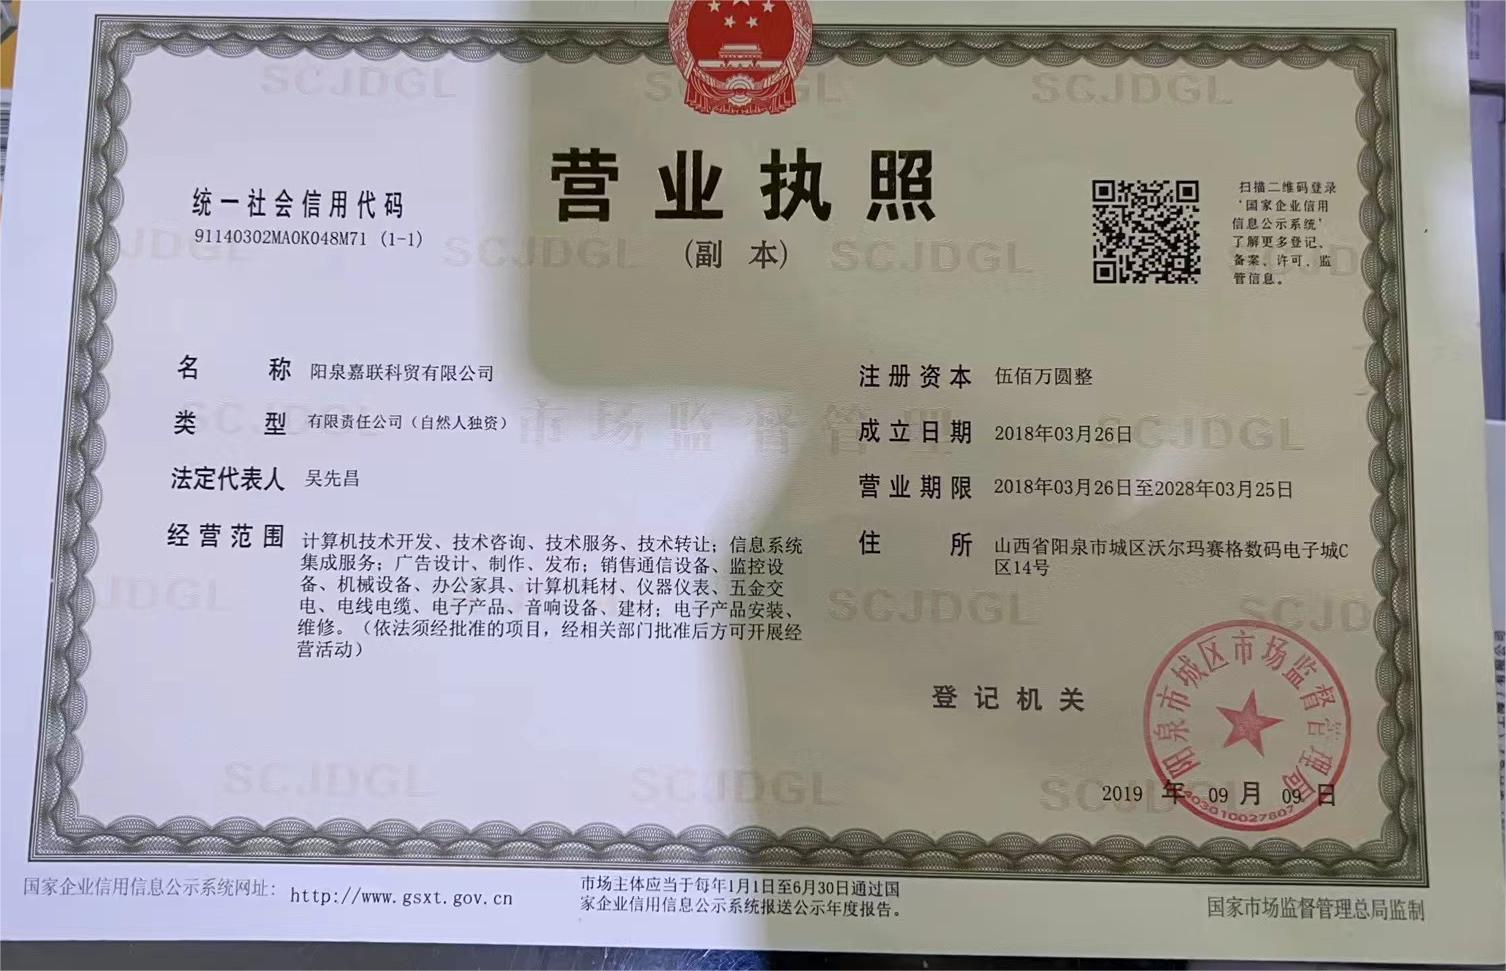 营业执照
(副 本)
统一社会信用代码
91140302MA0K048M71 (1-1)
扫描二维码登录
‘国家企业信用
信息公示系统’
了解更多登记、
备案、许可、监
管信息。
名 称 阳泉嘉联科贸有限公司
类 型 有限责任公司（自然人独资）
法定代表人 吴先昌
经营范围 计算机技术开发、技术咨询、技术服务、技术转让；信息系统
集成服务；广告设计、制作、发布；销售通信设备、监控设
备、机械设备、办公家具、计算机耗材、仪器仪表、五金交
电、电线电缆、电子产品、音响设备、建材；电子产品安装、
维修。（依法须经批准的项目，经相关部门批准后方可开展经
营活动）
注册资本 伍佰万圆整
成立日期 2018年03月26日
营业期限 2018年03月26日至2028年03月25日
住 所 山西省阳泉市城区沃尔玛赛格数码电子城C
区14号
登记机关
阳泉市城区市场监督管理局
2019 年 09 月 09 日
SCJDGL
市场监督管理
国家企业信用信息公示系统网址：http://www.gsxt.gov.cn
市场主体应当于每年1月1日至6月30日通过国
家企业信用信息公示系统报送公示年度报告。
国家市场监督管理总局监制